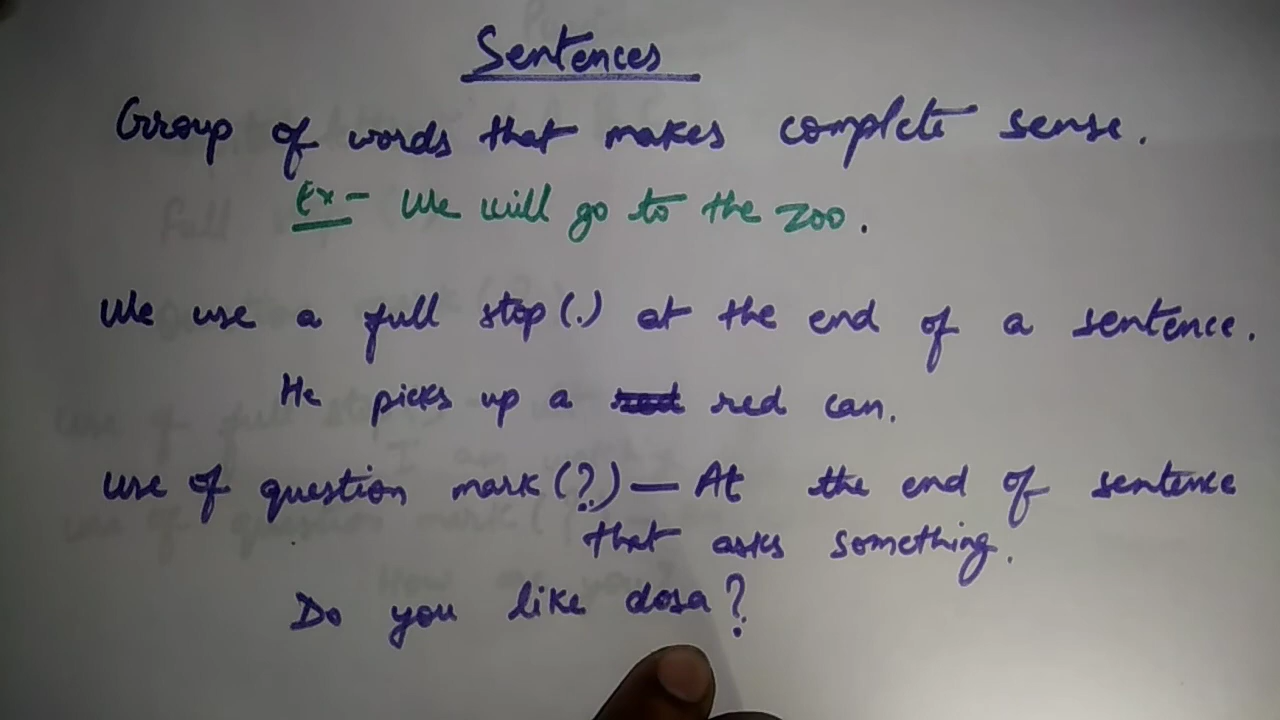 Sentences
Group of words that makes complete sense.
Ex- We will go to the zoo.
We use a full stop(.) at the end of a sentence.
He picks up a red can.
use of question mark (?) — At the end of sentence
that asks something.
Do you like dosa?